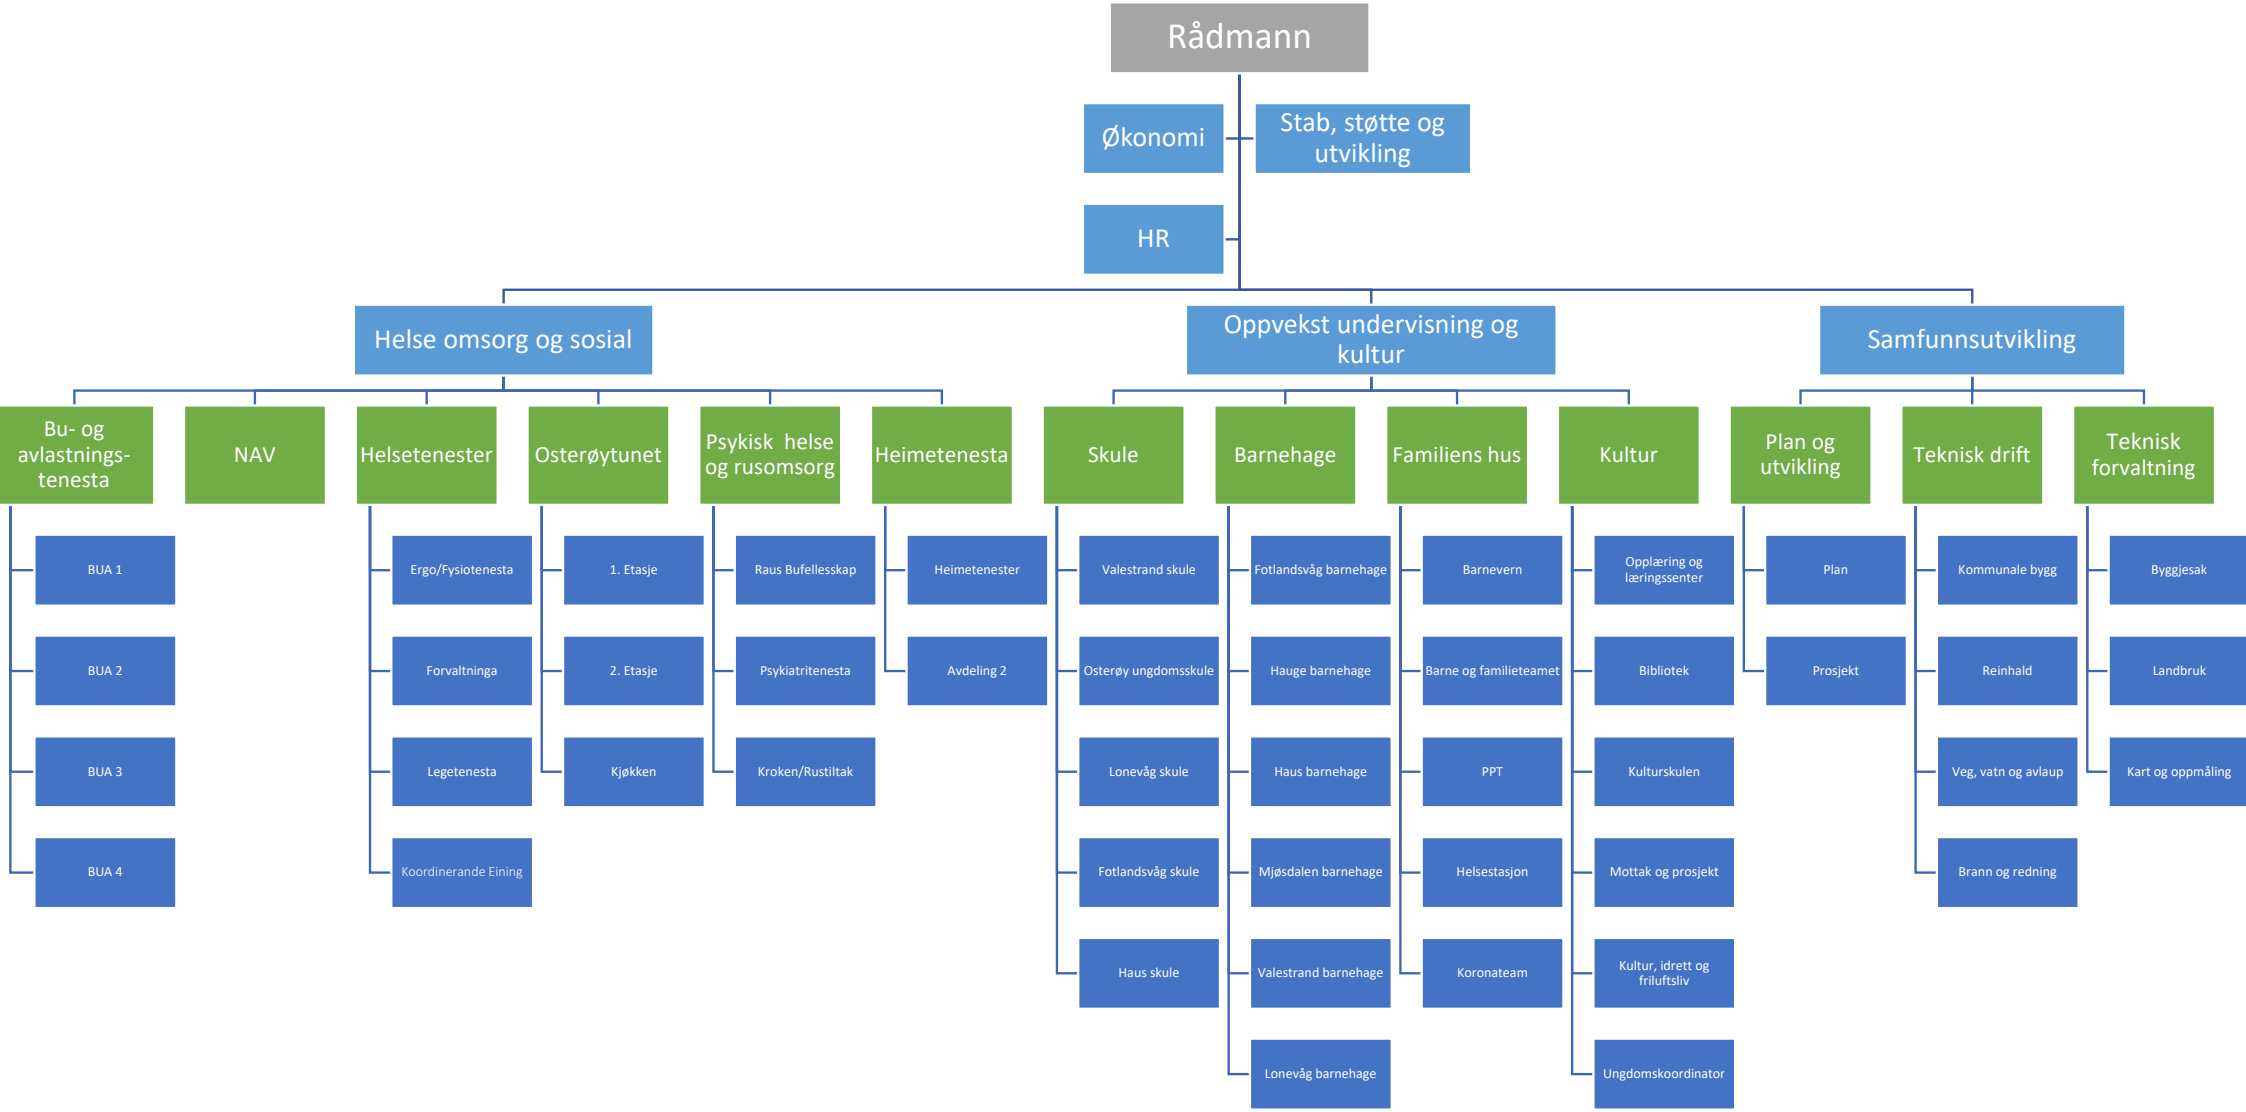 Rådmann
Økonomi
Stab, støtte og
utvikling
HR
Helse omsorg og sosial
Oppvekst undervisning og
kultur
Samfunnsutvikling
Bu- og
avlastnings-
tenesta
NAV
Helsetenester
Osterøytunet
Psykisk helse
og rusomsorg
Heimetenesta
Skule
Barnehage
Familiens hus
Kultur
Plan og
utvikling
Teknisk drift
Teknisk
forvaltning
BUA 1
Ergo/Fysiotenesta
1. Etasje
Raus Bufellesskap
Heimetenester
Valestrand skule
Fotlandsvåg barnehage
Barnevern
Opplæring og
læringssenter
Plan
Kommunale bygg
Byggjesak
BUA 2
Forvaltninga
2. Etasje
Psykiatritenesta
Avdeling 2
Osterøy ungdomsskule
Hauge barnehage
Barne og familieteamet
Bibliotek
Prosjekt
Reinhald
Landbruk
BUA 3
Legetenesta
Kjøkken
Kroken/Rustiltak
Lonevåg skule
Haus barnehage
PPT
Kulturskulen
Veg, vatn og avlaup
Kart og oppmåling
BUA 4
Koordinerande Eining
Fotlandsvåg skule
Mjøsdalen barnehage
Helsestasjon
Mottak og prosjekt
Brann og redning
Haus skule
Valestrand barnehage
Koronateam
Kultur, idrett og
friluftsliv
Lonevåg barnehage
Ungdomskoordinator